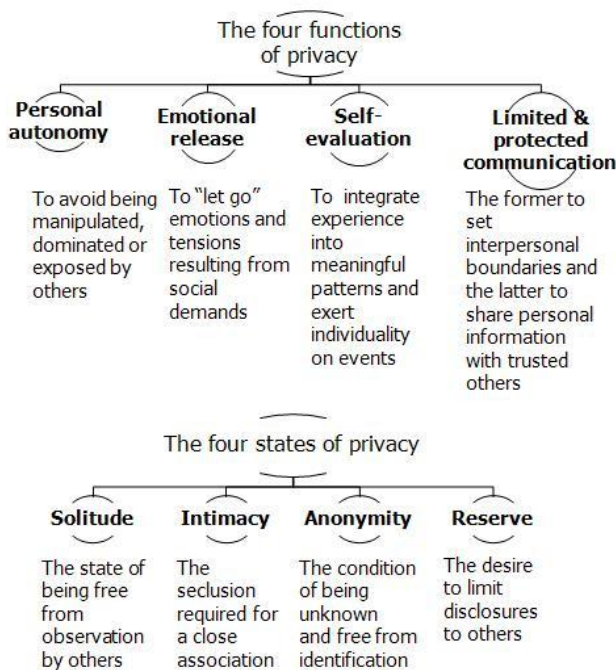 The four functions
of privacy
Personal
autonomy
To avoid being
manipulated,
dominated or
exposed by
others
Emotional
release
To “let go”
emotions and
tensions
resulting from
social
demands
Self-
evaluation
To integrate
experience
into
meaningful
patterns and
exert
individuality
on events
Limited &
protected
communication
The former to
set
interpersonal
boundaries and
the latter to
share personal
information
with trusted
others
The four states of privacy
Solitude
The state of
being free
from
observation
by others
Intimacy
The
seclusion
required for
a close
association
Anonymity
The condition
of being
unknown
and free from
identification
Reserve
The desire
to limit
disclosures
to others